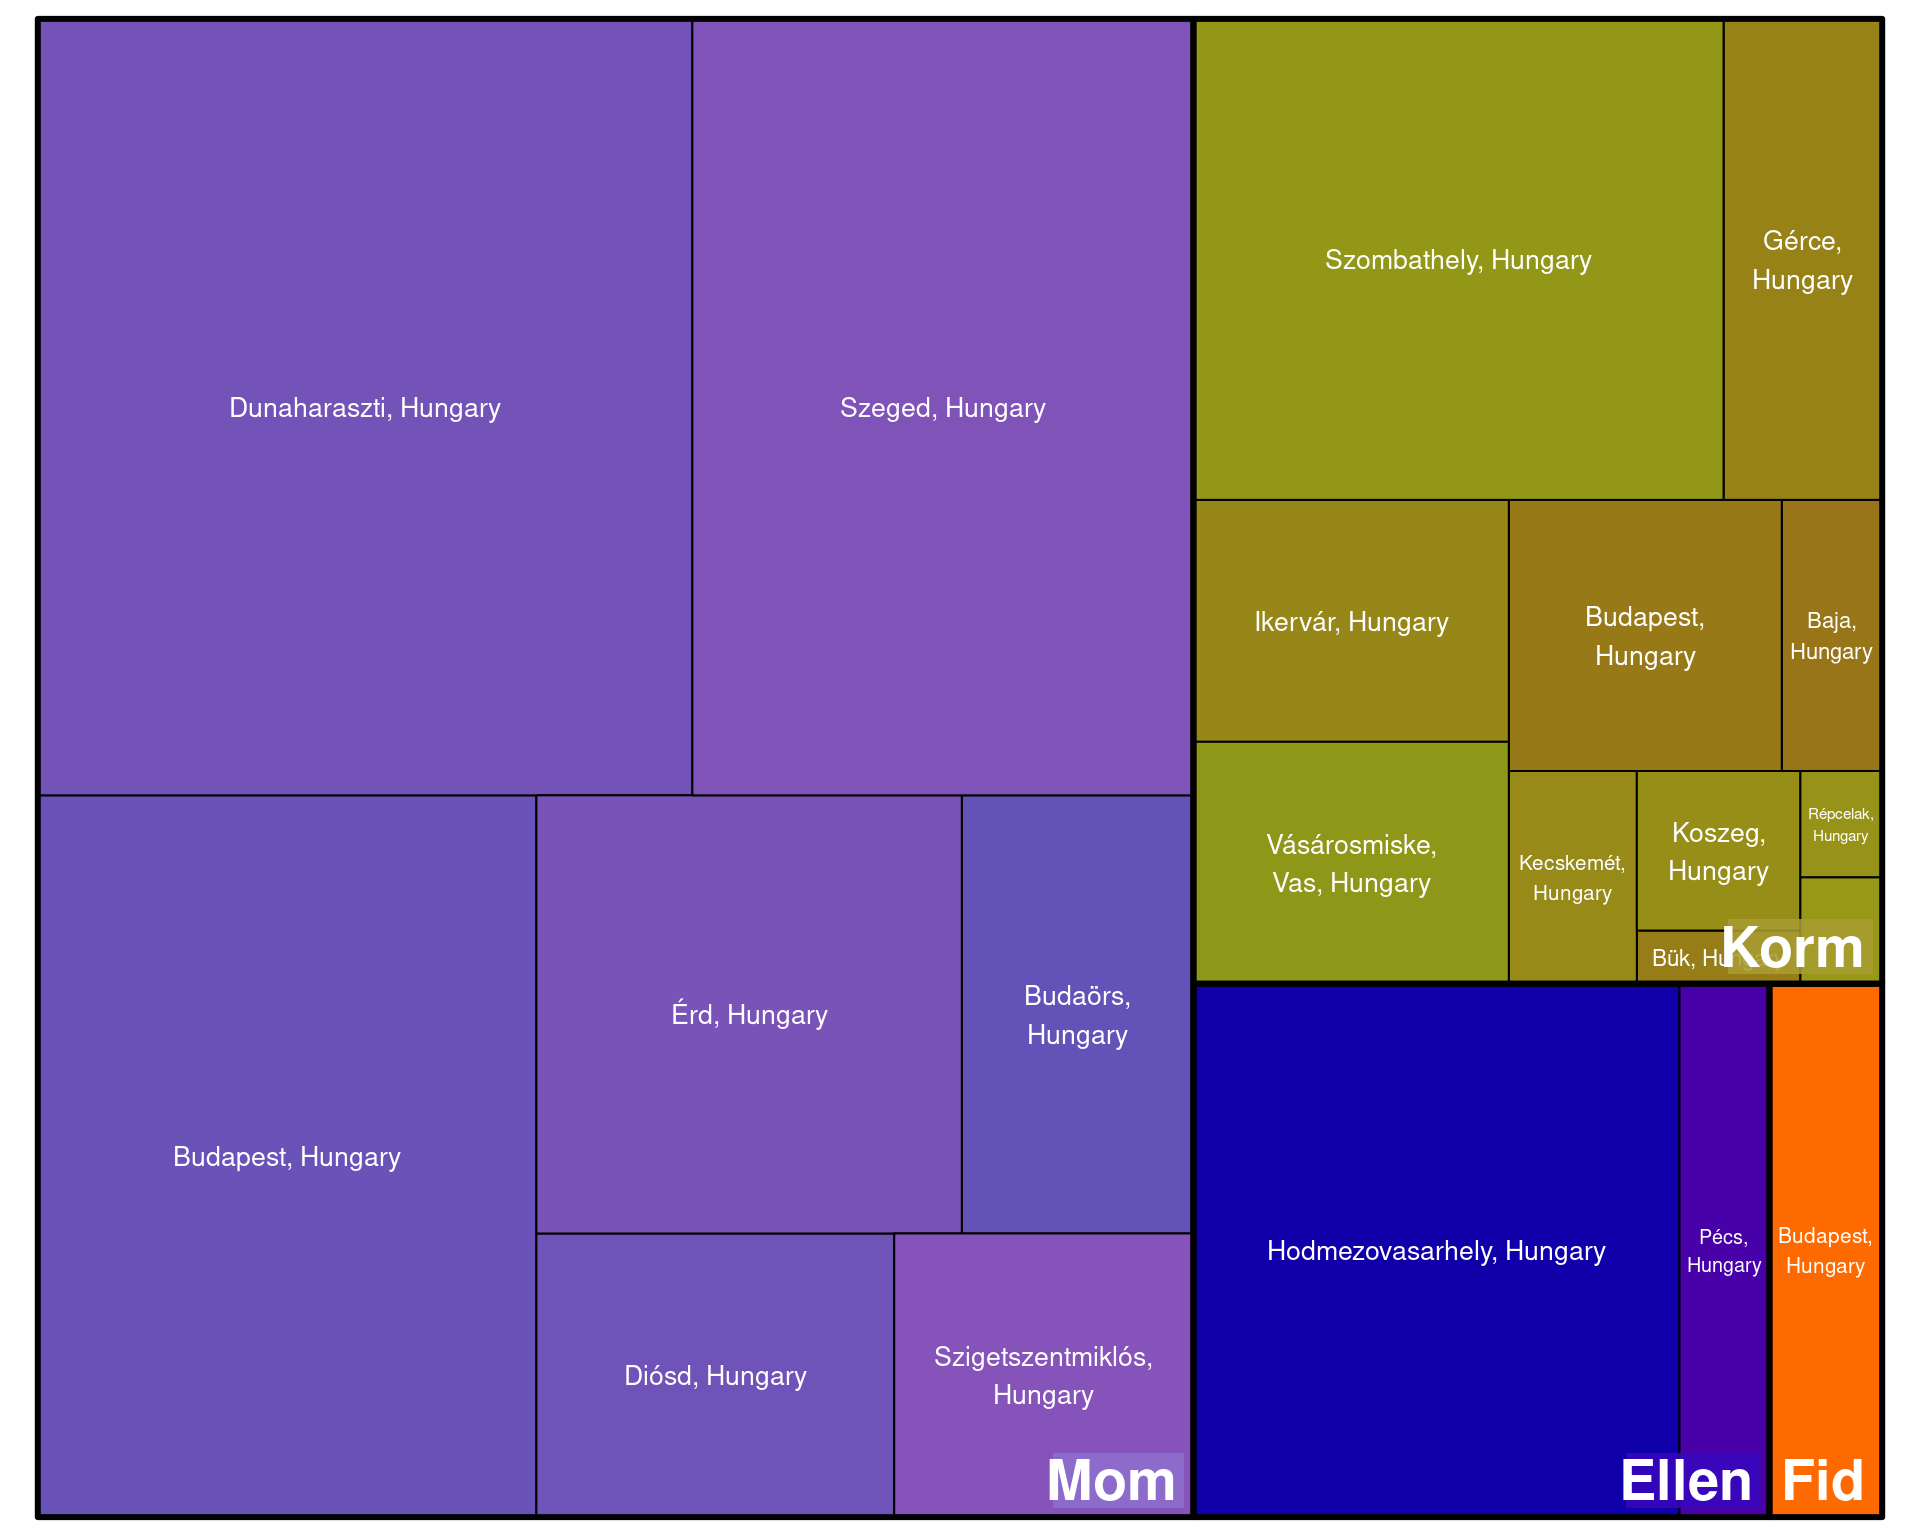 Dunaharaszti, Hungary
Szeged, Hungary
Budapest, Hungary
Érd, Hungary
Budaörs,
Hungary
Diósd, Hungary
Szigetszentmiklós,
Hungary
Mom
Szombathely, Hungary
Gérce,
Hungary
Ikervár, Hungary
Budapest,
Hungary
Baja,
Hungary
Vásárosmiske,
Vas, Hungary
Kecskemét,
Hungary
Koszeg,
Hungary
Répcelak,
Hungary
Bük, Hungary
Korm
Hodmezovasarhely, Hungary
Pécs,
Hungary
Ellen
Budapest,
Hungary
Fid